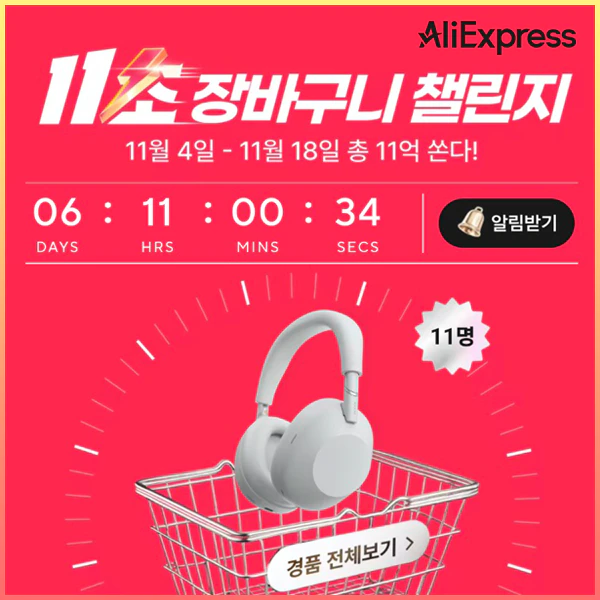 AliExpress
11초 장바구니 챌린지
11월 4일 - 11월 18일 총 11억 쏜다!
06 : 11 : 00 : 34
DAYS HRS MINS SECS
알림받기
11명
경품 전체보기 >